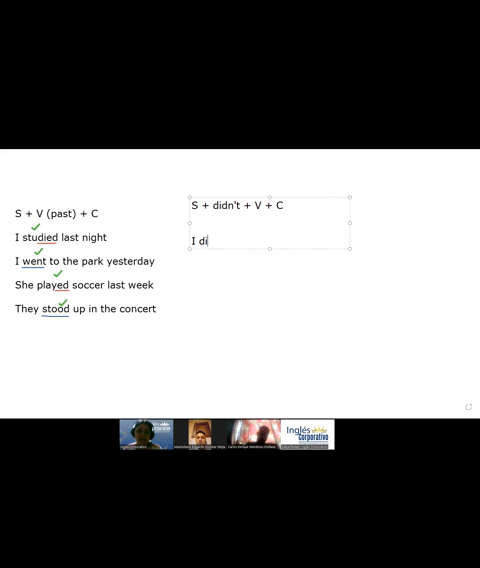 S + V (past) + C
I studied last night
I went to the park yesterday
She played soccer last week
They stood up in the concert
S + didn't + V + C
I di
Inglés
Corporativo